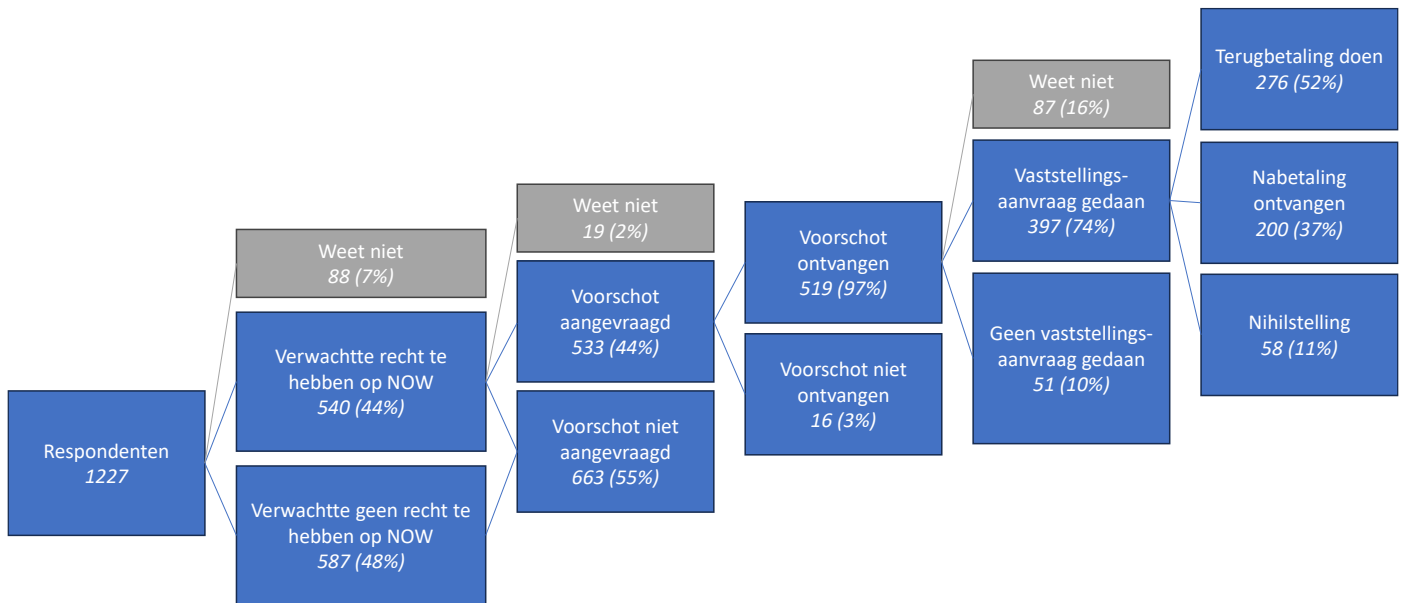 Respondenten
1227
Weet niet
88 (7%)
Verwachtte recht te
hebben op NOW
540 (44%)
Verwachtte geen recht te
hebben op NOW
587 (48%)
Weet niet
19 (2%)
Voorschot
aangevraagd
533 (44%)
Voorschot niet
aangevraagd
663 (55%)
Voorschot
ontvangen
519 (97%)
Voorschot niet
ontvangen
16 (3%)
Weet niet
87 (16%)
Vaststellings-
aanvraag gedaan
397 (74%)
Geen vaststellings-
aanvraag gedaan
51 (10%)
Terugbetaling doen
276 (52%)
Nabetaling
ontvangen
200 (37%)
Nihilstelling
58 (11%)